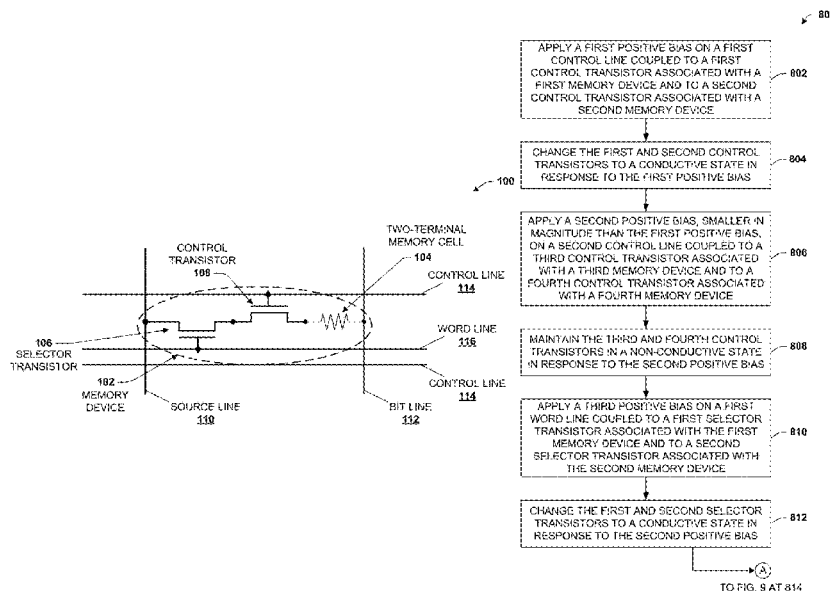 80
APPLY A FIRST POSITIVE BIAS ON A FIRST
CONTROL LINE COUPLED TO A FIRST
CONTROL TRANSISTOR ASSOCIATED WITH A
FIRST MEMORY DEVICE AND TO A SECOND
CONTROL TRANSISTOR ASSOCIATED WITH A
SECOND MEMORY DEVICE
802
CHANGE THE FIRST AND SECOND CONTROL
TRANSISTORS TO A CONDUCTIVE STATE IN
RESPONSE TO THE FIRST POSITIVE BIAS
804
APPLY A SECOND POSITIVE BIAS, SMALLER IN
MAGNITUDE THAN THE FIRST POSITIVE BIAS,
ON A SECOND CONTROL LINE COUPLED TO A
THIRD CONTROL TRANSISTOR ASSOCIATED
WITH A THIRD MEMORY DEVICE AND TO A
FOURTH CONTROL TRANSISTOR ASSOCIATED
WITH A FOURTH MEMORY DEVICE
806
MAINTAIN THE THIRD AND FOURTH CONTROL
TRANSISTORS IN A NON-CONDUCTIVE STATE
IN RESPONSE TO THE SECOND POSITIVE BIAS
808
APPLY A THIRD POSITIVE BIAS ON A FIRST
WORD LINE COUPLED TO A FIRST SELECTOR
TRANSISTOR ASSOCIATED WITH THE FIRST
MEMORY DEVICE AND TO A SECOND
SELECTOR TRANSISTOR ASSOCIATED WITH
THE SECOND MEMORY DEVICE
810
CHANGE THE FIRST AND SECOND SELECTOR
TRANSISTORS TO A CONDUCTIVE STATE IN
RESPONSE TO THE SECOND POSITIVE BIAS
812
A
TO FIG. 9 AT 814
100
TWO-TERMINAL
MEMORY CELL
104
CONTROL
TRANSISTOR
108
CONTROL LINE
114
WORD LINE
116
CONTROL LINE
114
106
SELECTOR
TRANSISTOR
102
MEMORY
DEVICE
SOURCE LINE
110
BIT LINE
112